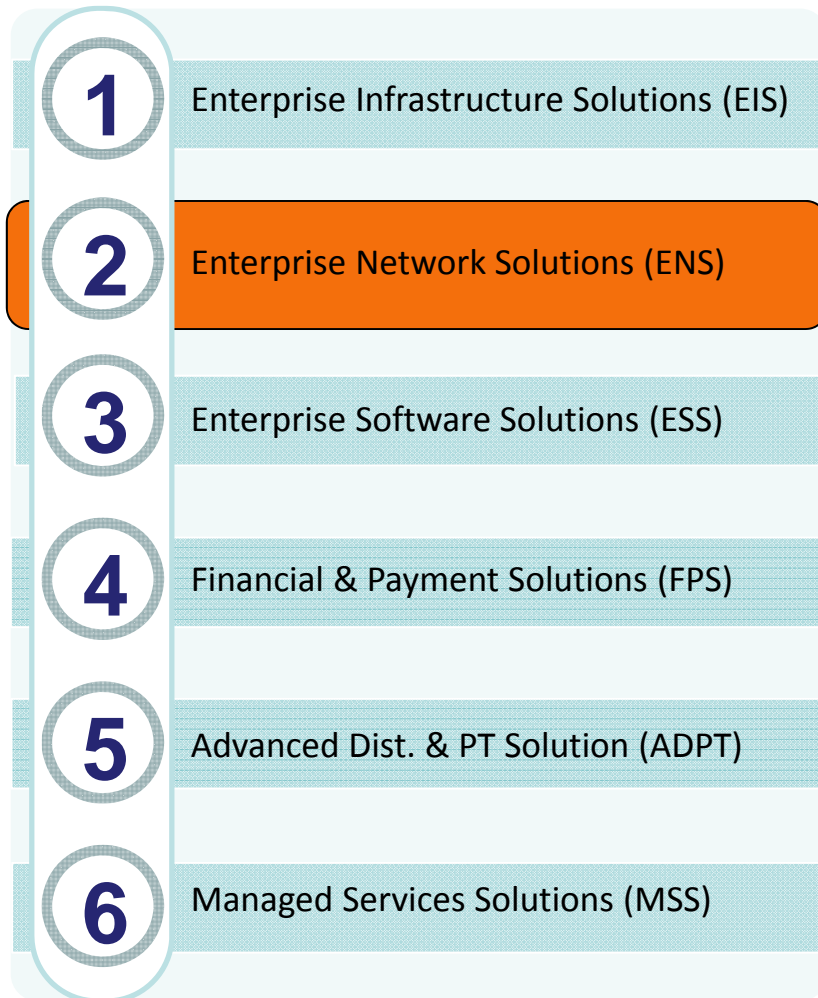 1 Enterprise Infrastructure Solutions (EIS)
2 Enterprise Network Solutions (ENS)
3 Enterprise Software Solutions (ESS)
4 Financial & Payment Solutions (FPS)
5 Advanced Dist. & PT Solution (ADPT)
6 Managed Services Solutions (MSS)